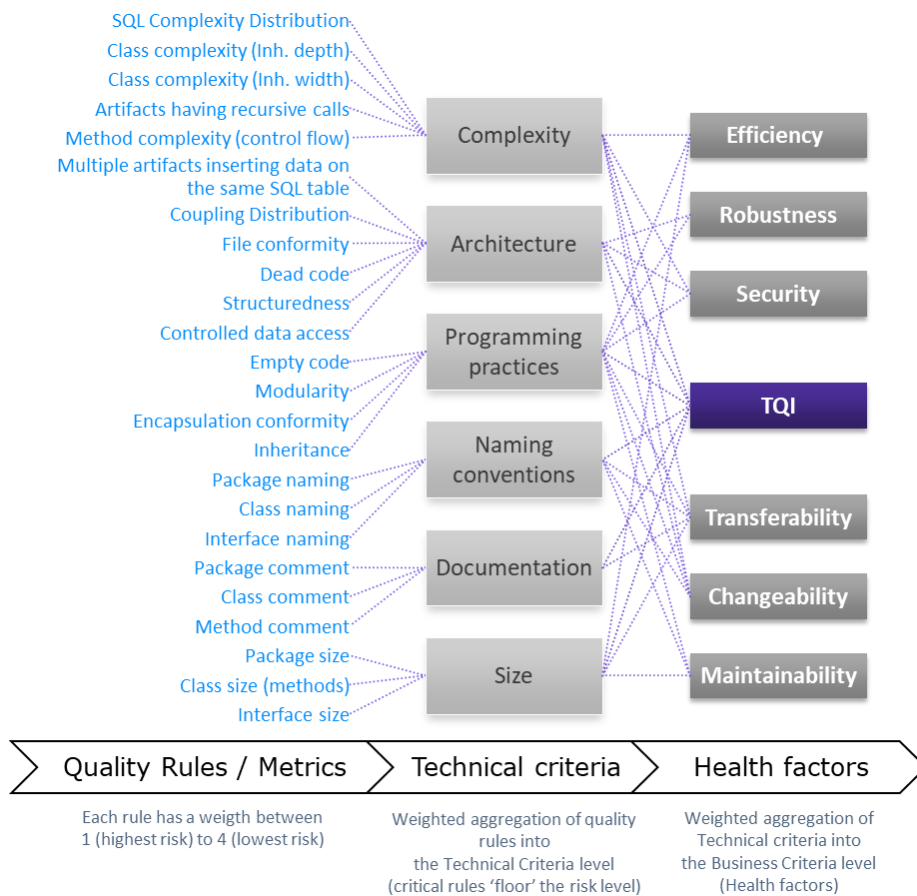 SQL Complexity Distribution
Class complexity (Inh. depth)
Class complexity (Inh. width)
Artifacts having recursive calls
Method complexity (control flow)
Multiple artifacts inserting data on
the same SQL table
Coupling Distribution
File conformity
Dead code
Structuredness
Controlled data access
Empty code
Modularity
Encapsulation conformity
Inheritance
Package naming
Class naming
Interface naming
Package comment
Class comment
Method comment
Package size
Class size (methods)
Interface size
Complexity
Architecture
Programming
practices
Naming
conventions
Documentation
Size
Efficiency
Robustness
Security
TQI
Transferability
Changeability
Maintainability
Quality Rules / Metrics
Technical criteria
Health factors
Each rule has a weigth between
1 (highest risk) to 4 (lowest risk)
Weighted aggregation of quality
rules into
the Technical Criteria level
(critical rules ‘floor’ the risk level)
Weighted aggregation of
Technical criteria into
the Business Criteria level
(Health factors)